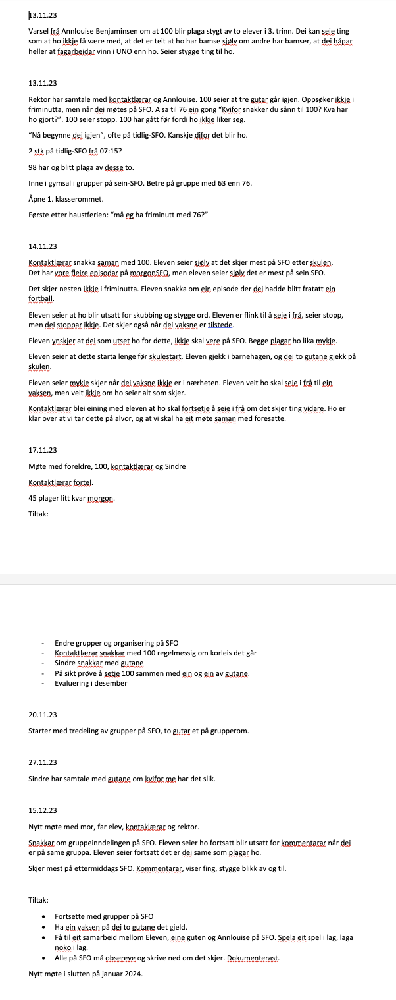 13.11.23
Varsel frå Annlouise Benjaminsen om at 100 blir plaga stygt av to elever i 3. trinn. Dei kan seie ting
som at ho ikkje få være med, at det er teit at ho har bamse sjølv om andre har bamser, at dei håpar
heller at fagarbeidar vinn i UNO enn ho. Seier stygge ting til ho.
13.11.23
Rektor har samtale med kontaktlærar og Annlouise. 100 seier at tre gutar går igjen. Oppsøker ikkje i
friminutta, men når dei møtes på SFO. A sa til 76 ein gong “Kvifor snakker du sånn til 100? Kva har
ho gjort?”. 100 seier stopp. 100 har gått før fordi ho ikkje liker seg.
“Nå begynne dei igjen”, ofte på tidlig-SFO. Kanskje difor det blir ho.
2 stk på tidlig-SFO frå 07:15?
98 har og blitt plaga av desse to.
Inne i gymsal i grupper på sein-SFO. Betre på gruppe med 63 enn 76.
Åpne 1. klasserommet.
Første etter haustferien: “må eg ha friminutt med 76?”
14.11.23
Kontaktlærar snakka saman med 100. Eleven seier sjølv at det skjer mest på SFO etter skulen.
Det har vore fleire episodar på morgonSFO, men eleven seier sjølv det er mest på sein SFO.
Det skjer nesten ikkje i friminutta. Eleven snakka om ein episode der dei hadde blitt fratatt ein
fortball.
Eleven seier at ho blir utsatt for skubbing og stygge ord. Eleven er flink til å seie i frå, seier stopp,
men dei stoppar ikkje. Det skjer også når dei vaksne er tilstede.
Eleven ynskjer at dei som utset ho for dette, ikkje skal vere på SFO. Begge plagar ho lika mykje.
Eleven seier at dette starta lenge før skulestart. Eleven gjekk i barnehagen, og dei to gutane gjekk på
skulen.
Eleven seier mykje skjer når dei vaksne ikkje er i nærheten. Eleven veit ho skal seie i frå til ein
vaksen, men veit ikkje om ho seier alt som skjer.
Kontaktlærar blei eining med eleven at ho skal fortsetje å seie i frå om det skjer ting vidare. Ho er
klar over at vi tar dette på alvor, og at vi skal ha eit møte saman med foresatte.
17.11.23
Møte med foreldre, 100, kontaktlærar og Sindre
Kontaktlærar fortel.
45 plager litt kvar morgon.
Tiltak:
- Endre grupper og organisering på SFO
- Kontaktlærar snakkar med 100 regelmessig om korleis det går
- Sindre snakkar med gutane
- På sikt prøve å setje 100 sammen med ein og ein av gutane.
- Evaluering i desember
20.11.23
Starter med tredeling av grupper på SFO, to gutar et på grupperom.
27.11.23
Sindre har samtale med gutane om kvifor me har det slik.
15.12.23
Nytt møte med mor, far elev, kontaklærar og rektor.
Snakkar om gruppeinndelingen på SFO. Eleven seier ho fortsatt blir utsatt for kommentarar når dei
er på same gruppa. Eleven seier fortsatt det er dei same som plagar ho.
Skjer mest på ettermiddags SFO. Kommentarar, viser fing, stygge blikk av og til.
Tiltak:
• Fortsette med grupper på SFO
• Ha ein vaksen på dei to gutane det gjeld.
• Få til eit samarbeid mellom Eleven, eine guten og Annlouise på SFO. Spela eit spel i lag, laga
noko i lag.
• Alle på SFO må obsereve og skrive ned om det skjer. Dokumenterast.
Nytt møte i slutten på januar 2024.